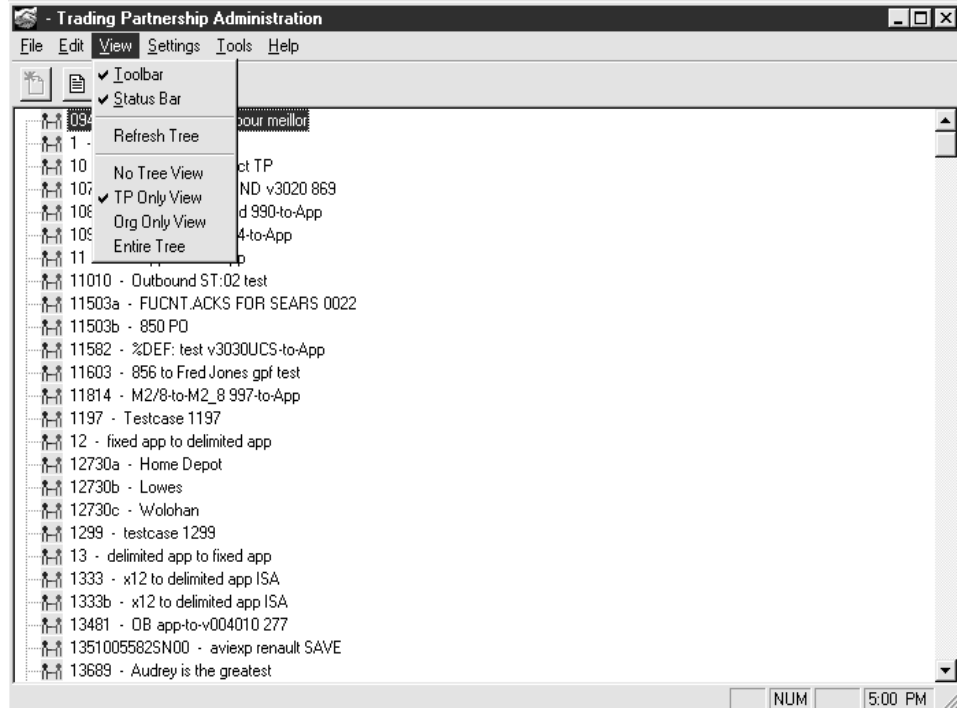 - Trading Partnership Administration
File Edit View Settings Tools Help
Toolbar
Status Bar
Refresh Tree
No Tree View
TP Only View
Org Only View
Entire Tree
094 pour meillor
1 -
10 ct TP
107 ND v3020 869
108 d 990-to-App
109 4-to-App
11
11010 - Outbound ST:02 test
11503a - FUCNT.ACKS FOR SEARS 0022
11503b - 850 PO
11582 - %DEF: test v3030UCS-to-App
11603 - 856 to Fred Jones gpf test
11814 - M2/8-to-M2_8 997-to-App
1197 - Testcase 1197
12 - fixed app to delimited app
12730a - Home Depot
12730b - Lowes
12730c - Wolohan
1299 - testcase 1299
13 - delimited app to fixed app
1333 - x12 to delimited app ISA
1333b - x12 to delimited app ISA
13481 - OB app-to-v004010 277
1351005582SN00 - aviexp renault SAVE
13689 - Audrey is the greatest
NUM 5:00 PM